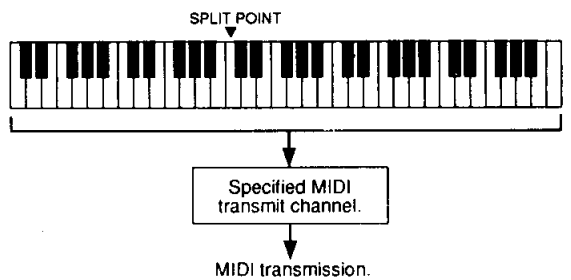 SPLIT POINT
Specified MIDI
transmit channel.
MIDI transmission.